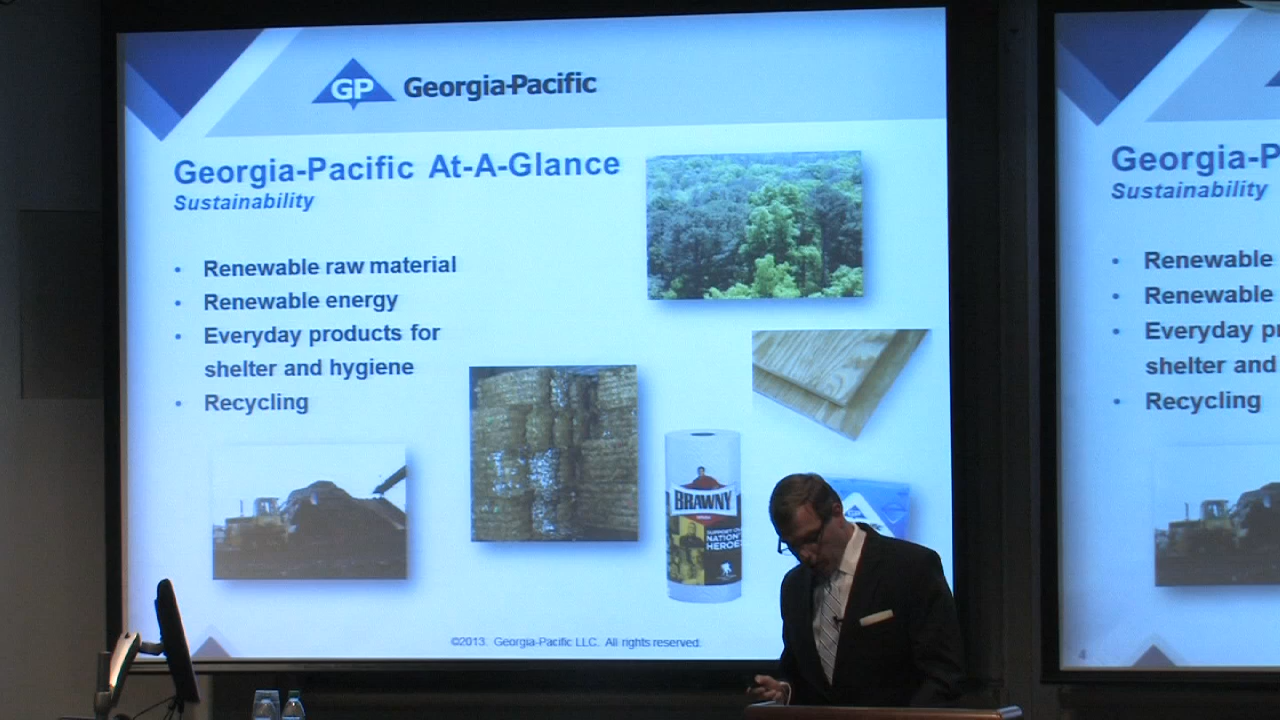 GP Georgia-Pacific
Georgia-Pacific At-A-Glance
Sustainability
• Renewable raw material
• Renewable energy
• Everyday products for
shelter and hygiene
• Recycling
BRAWNY
SUPPORT OUR
NATION'S
HEROES
©2013. Georgia-Pacific LLC. All rights reserved.
Georgia-P
Sustainability
• Renewable
• Renewable
• Everyday pr
shelter and
• Recycling
4